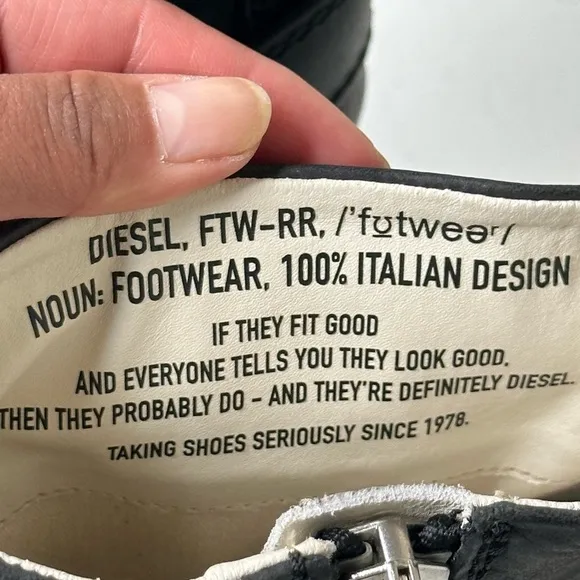 DIESEL, FTW-RR, /'fʊtweəʳ/
NOUN: FOOTWEAR, 100% ITALIAN DESIGN
IF THEY FIT GOOD
AND EVERYONE TELLS YOU THEY LOOK GOOD.
THEN THEY PROBABLY DO - AND THEY'RE DEFINITELY DIESEL.
TAKING SHOES SERIOUSLY SINCE 1978.